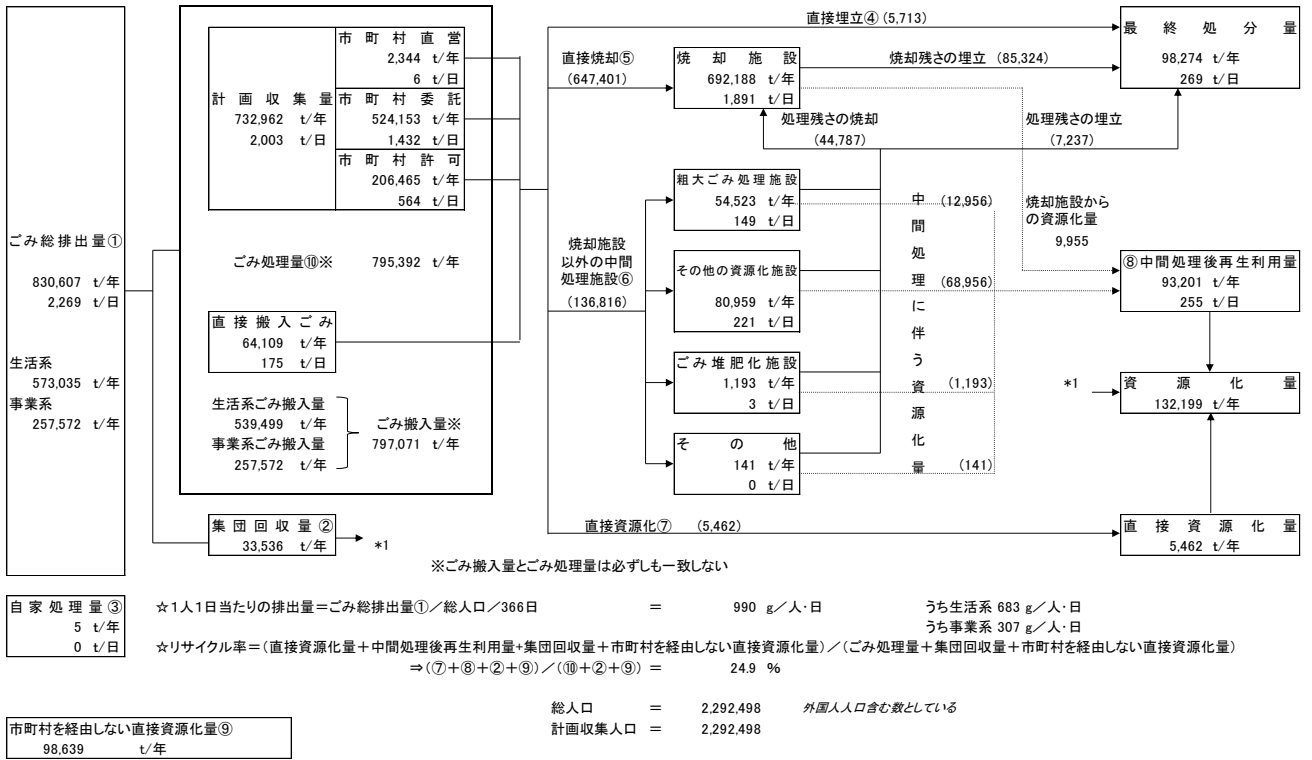 ごみ総排出量①
830,607 t/年
2,269 t/日
生活系
573,035 t/年
事業系
257,572 t/年
計画収集量
732,962 t/年
2,003 t/日
市町村直営
2,344 t/年
6 t/日
市町村委託
524,153 t/年
1,432 t/日
市町村許可
206,465 t/年
564 t/日
ごみ処理量⑩※ 795,392 t/年
直接搬入ごみ
64,109 t/年
175 t/日
生活系ごみ搬入量
539,499 t/年
事業系ごみ搬入量
257,572 t/年
ごみ搬入量※
797,071 t/年
集団回収量②
33,536 t/年
*1
直接埋立④ (5,713)
直接焼却⑤
(647,401)
焼却施設
692,188 t/年
1,891 t/日
焼却残さの埋立 (85,324)
処理残さの焼却
(44,787)
処理残さの埋立
(7,237)
最終処分量
98,274 t/年
269 t/日
焼却施設
以外の中間
処理施設⑥
(136,816)
粗大ごみ処理施設
54,523 t/年
149 t/日
その他の資源化施設
80,959 t/年
221 t/日
ごみ堆肥化施設
1,193 t/年
3 t/日
その他
141 t/年
0 t/日
中間処理に伴う資源化量
(12,956)
(68,956)
(1,193)
(141)
焼却施設から
の資源化量
9,955
⑧中間処理後再生利用量
93,201 t/年
255 t/日
*1
資源化量
132,199 t/年
直接資源化⑦ (5,462)
直接資源化量
5,462 t/年
※ごみ搬入量とごみ処理量は必ずしも一致しない
自家処理量③
5 t/年
0 t/日
☆1人1日当たりの排出量＝ごみ総排出量①／総人口／366日 ＝ 990 g／人・日 うち生活系 683 g／人・日
うち事業系 307 g／人・日
☆リサイクル率＝(直接資源化量＋中間処理後再生利用量+集団回収量＋市町村を経由しない直接資源化量)／(ごみ処理量＋集団回収量＋市町村を経由しない直接資源化量)
⇒(⑦＋⑧＋②＋⑨)／(⑩＋②＋⑨) ＝ 24.9 %
総人口 ＝ 2,292,498 外国人人口含む数としている
計画収集人口 ＝ 2,292,498
市町村を経由しない直接資源化量⑨
98,639 t/年